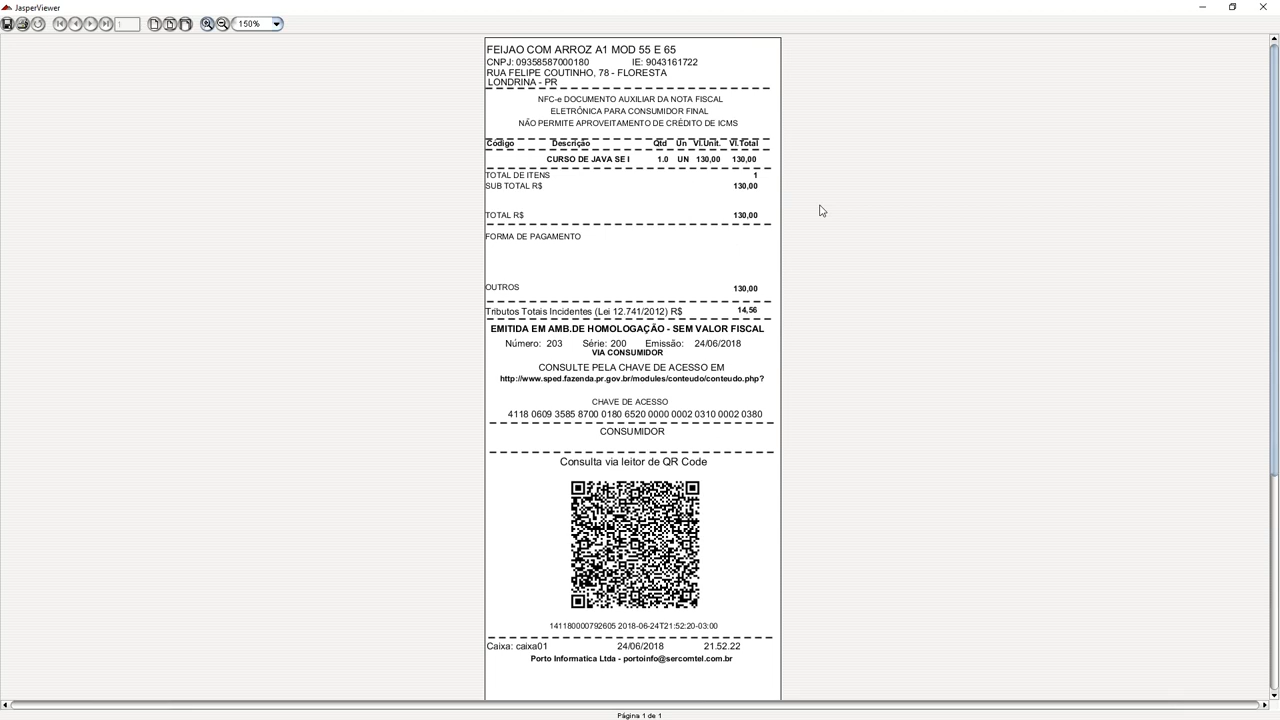 JasperViewer
1
150%
FEIJAO COM ARROZ A1 MOD 55 E 65
CNPJ: 09358587000180 IE: 9043161722
RUA FELIPE COUTINHO, 78 - FLORESTA
LONDRINA - PR
NFC-e DOCUMENTO AUXILIAR DA NOTA FISCAL
ELETRÔNICA PARA CONSUMIDOR FINAL
NÃO PERMITE APROVEITAMENTO DE CRÉDITO DE ICMS
Código Descrição Qtd Un Vl.Unit. Vl.Total
CURSO DE JAVA SE I 1.0 UN 130,00 130,00
TOTAL DE ITENS 1
SUB TOTAL R$ 130,00
TOTAL R$ 130,00
FORMA DE PAGAMENTO
OUTROS 130,00
Tributos Totais Incidentes (Lei 12.741/2012) R$ 14,56
EMITIDA EM AMB.DE HOMOLOGAÇÃO - SEM VALOR FISCAL
Número: 203 Série: 200 Emissão: 24/06/2018
VIA CONSUMIDOR
CONSULTE PELA CHAVE DE ACESSO EM
http://www.sped.fazenda.pr.gov.br/modules/conteudo/conteudo.php?
CHAVE DE ACESSO
4118 0609 3585 8700 0180 6520 0000 0002 0310 0002 0380
CONSUMIDOR
Consulta via leitor de QR Code
141180000792605 2018-06-24T21:52:20-03:00
Caixa: caixa01 24/06/2018 21.52.22
Porto Informatica Ltda - portoinfo@sercomtel.com.br
Página 1 de 1